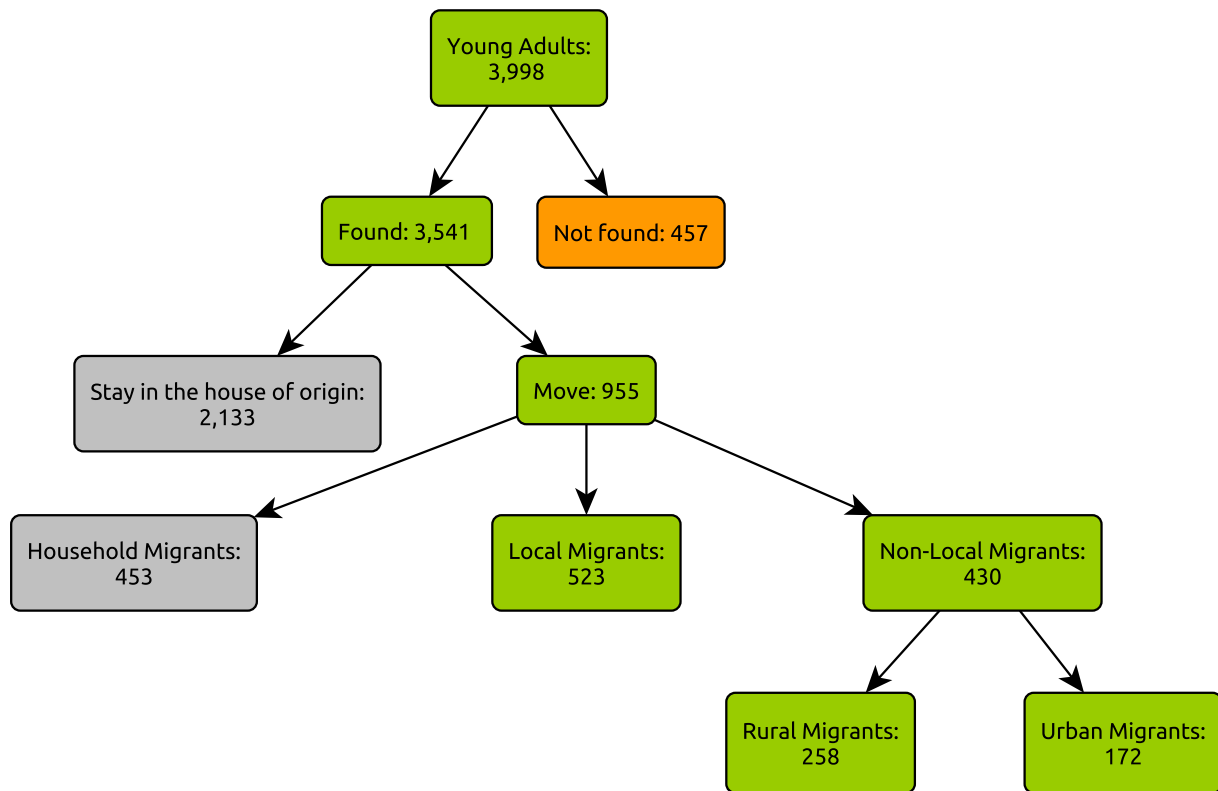 Young Adults:
3,998
Found: 3,541
Not found: 457
Stay in the house of origin:
2,133
Move: 955
Household Migrants:
453
Local Migrants:
523
Non-Local Migrants:
430
Rural Migrants:
258
Urban Migrants:
172